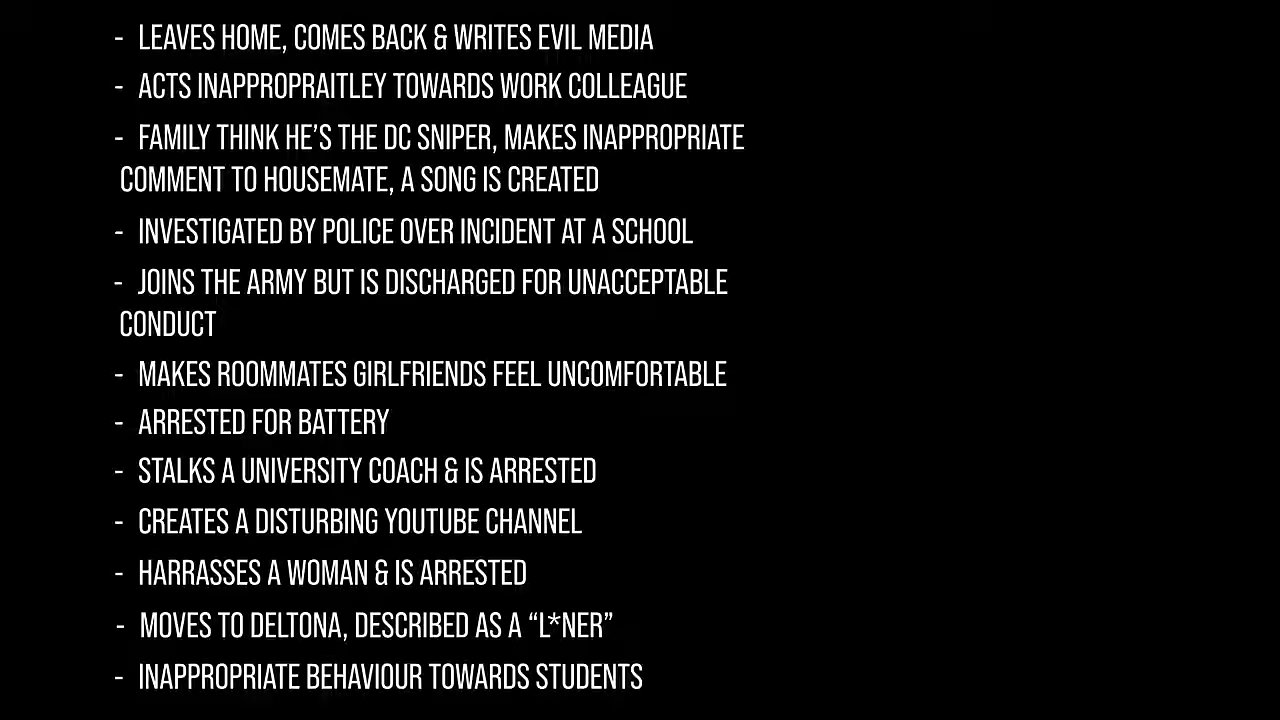 - LEAVES HOME, COMES BACK & WRITES EVIL MEDIA
- ACTS INAPPROPRAITLEY TOWARDS WORK COLLEAGUE
- FAMILY THINK HE’S THE DC SNIPER, MAKES INAPPROPRIATE
COMMENT TO HOUSEMATE, A SONG IS CREATED
- INVESTIGATED BY POLICE OVER INCIDENT AT A SCHOOL
- JOINS THE ARMY BUT IS DISCHARGED FOR UNACCEPTABLE
CONDUCT
- MAKES ROOMMATES GIRLFRIENDS FEEL UNCOMFORTABLE
- ARRESTED FOR BATTERY
- STALKS A UNIVERSITY COACH & IS ARRESTED
- CREATES A DISTURBING YOUTUBE CHANNEL
- HARRASSES A WOMAN & IS ARRESTED
- MOVES TO DELTONA, DESCRIBED AS A “L*NER”
- INAPPROPRIATE BEHAVIOUR TOWARDS STUDENTS